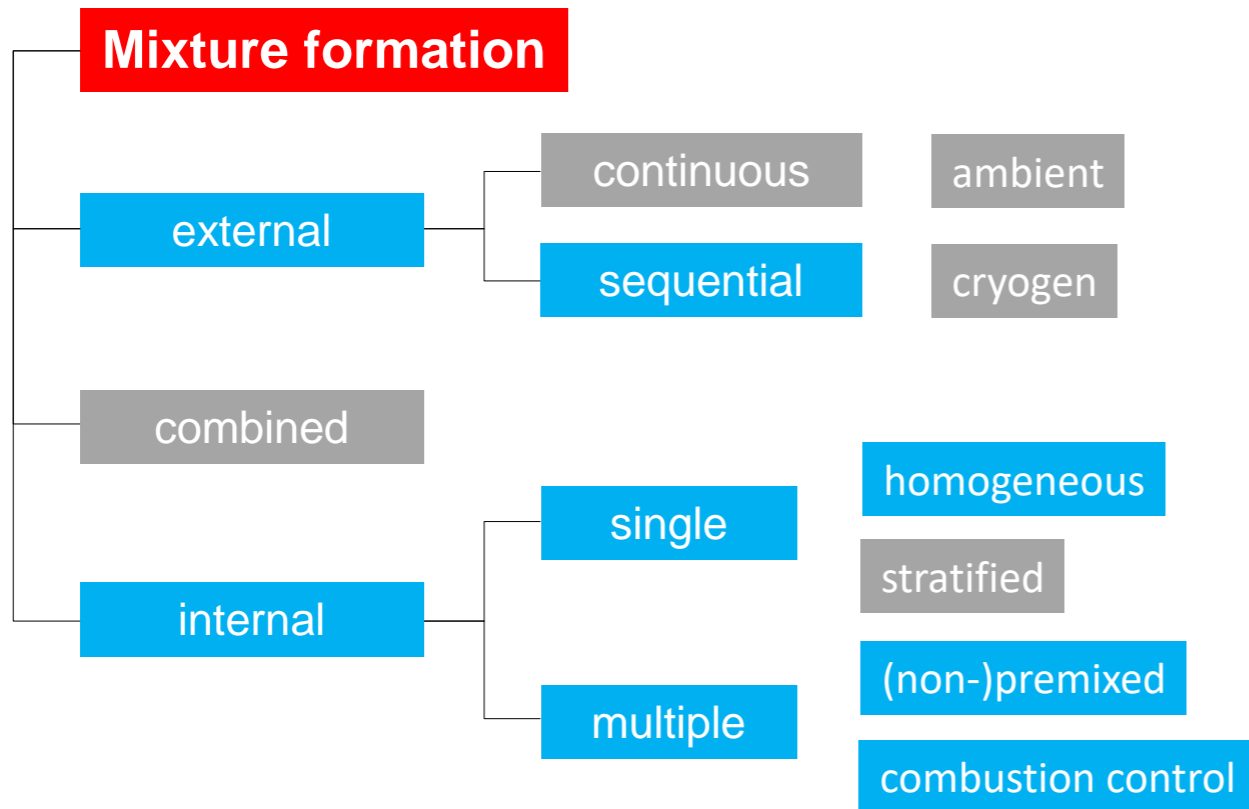 Mixture formation
continuous
ambient
external
sequential
cryogen
combined
homogeneous
single
stratified
internal
(non-)premixed
multiple
combustion control